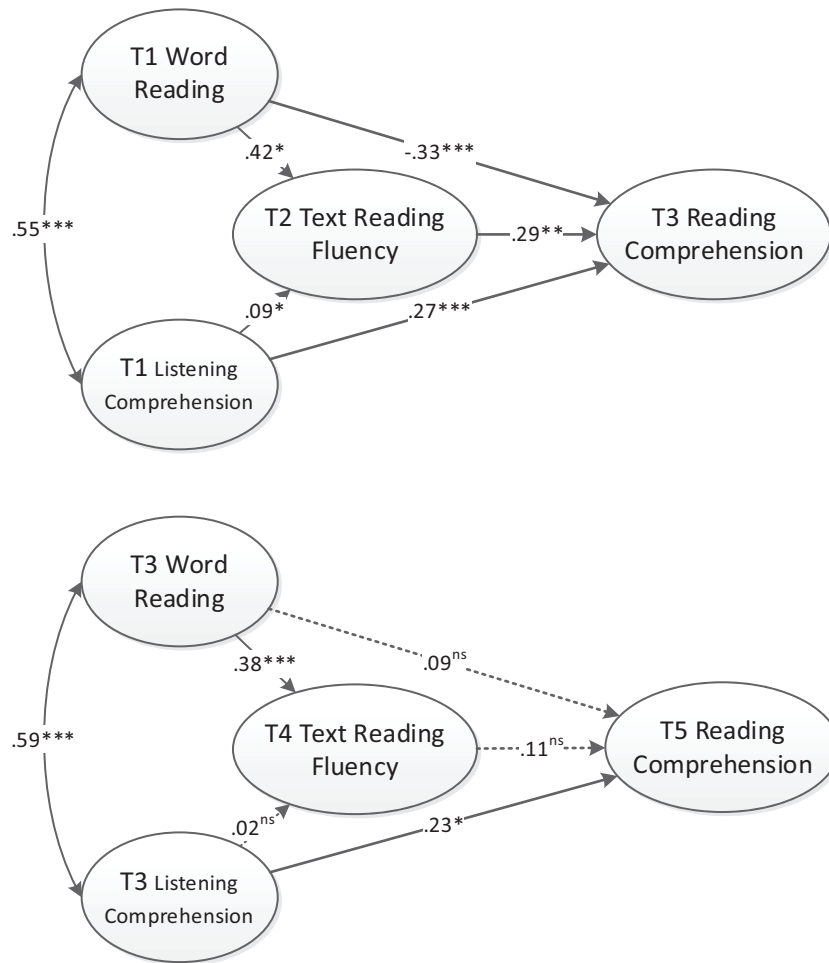 T1 Word
Reading
.42*
-.33***
.55***
T2 Text Reading
Fluency
.29**
T3 Reading
Comprehension
.09*
.27***
T1 Listening
Comprehension
T3 Word
Reading
.38***
.09ns
.59***
T4 Text Reading
Fluency
.11ns
T5 Reading
Comprehension
.02ns
.23*
T3 Listening
Comprehension